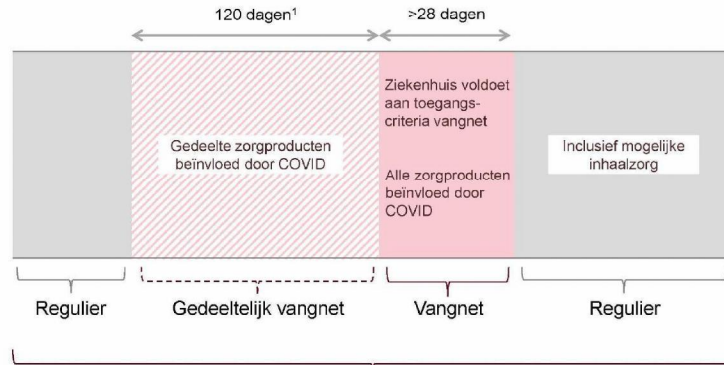 120 dagen¹
>28 dagen
Gedeelte zorgproducten
beïnvloed door COVID
Ziekenhuis voldoet
aan toegangs-
criteria vangnet
Alle zorgproducten
beïnvloed door
COVID
Inclusief mogelijke
inhaalzorg
Regulier
Gedeeltelijk vangnet
Vangnet
Regulier